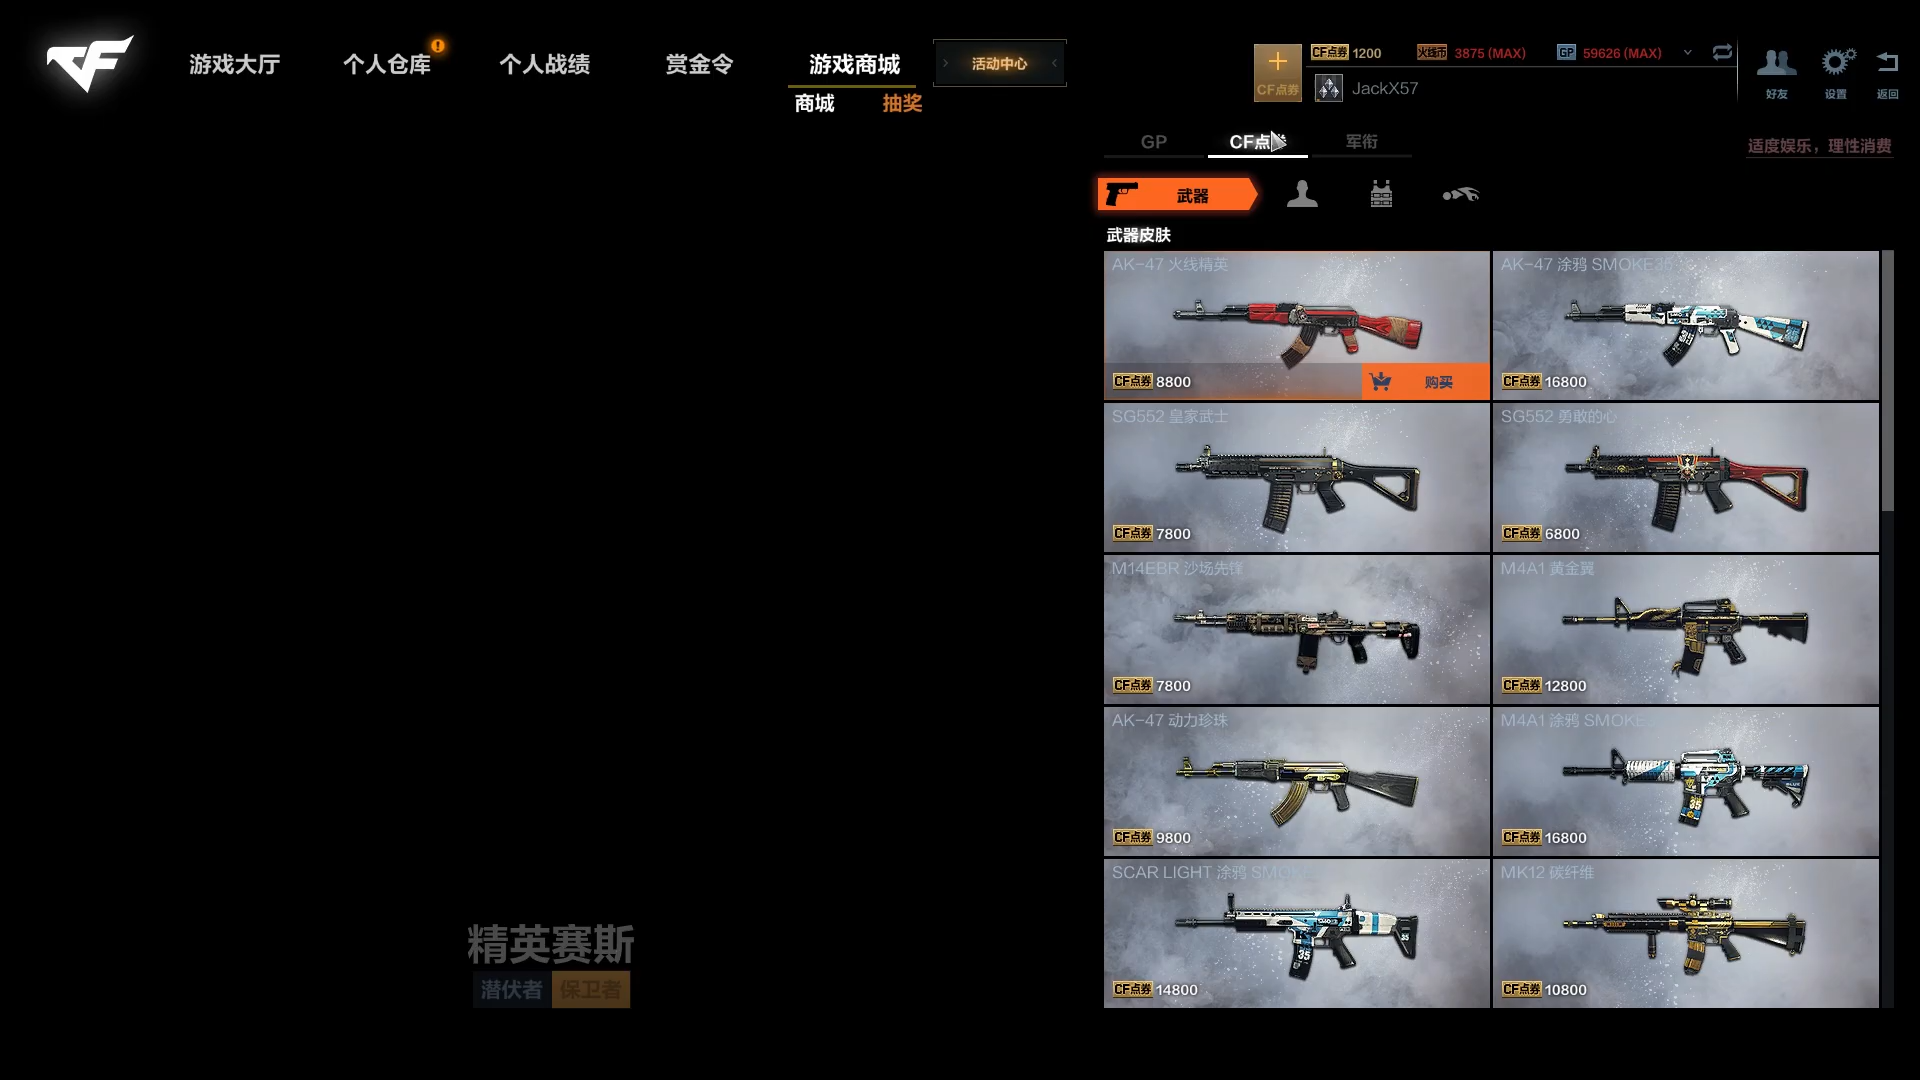 游戏大厅
个人仓库
个人战绩
赏金令
游戏商城
活动中心
商城
抽奖
CF点券
CF点券 1200
火线币 3875 (MAX)
GP 59626 (MAX)
JackX57
好友
设置
返回
GP
CF点
军衔
适度娱乐，理性消费
武器
武器皮肤
AK-47 火线精英
CF点券 8800
购买
AK-47 涂鸦 SMOKE35
CF点券 16800
SG552 皇家武士
CF点券 7800
SG552 勇敢的心
CF点券 6800
M14EBR 沙场先锋
CF点券 7800
M4A1 黄金翼
CF点券 12800
AK-47 动力珍珠
CF点券 9800
M4A1 涂鸦 SMOKE...
CF点券 16800
SCAR LIGHT 涂鸦 SMOKE
CF点券 14800
MK12 碳纤维
CF点券 10800
精英赛斯
潜伏者
保卫者